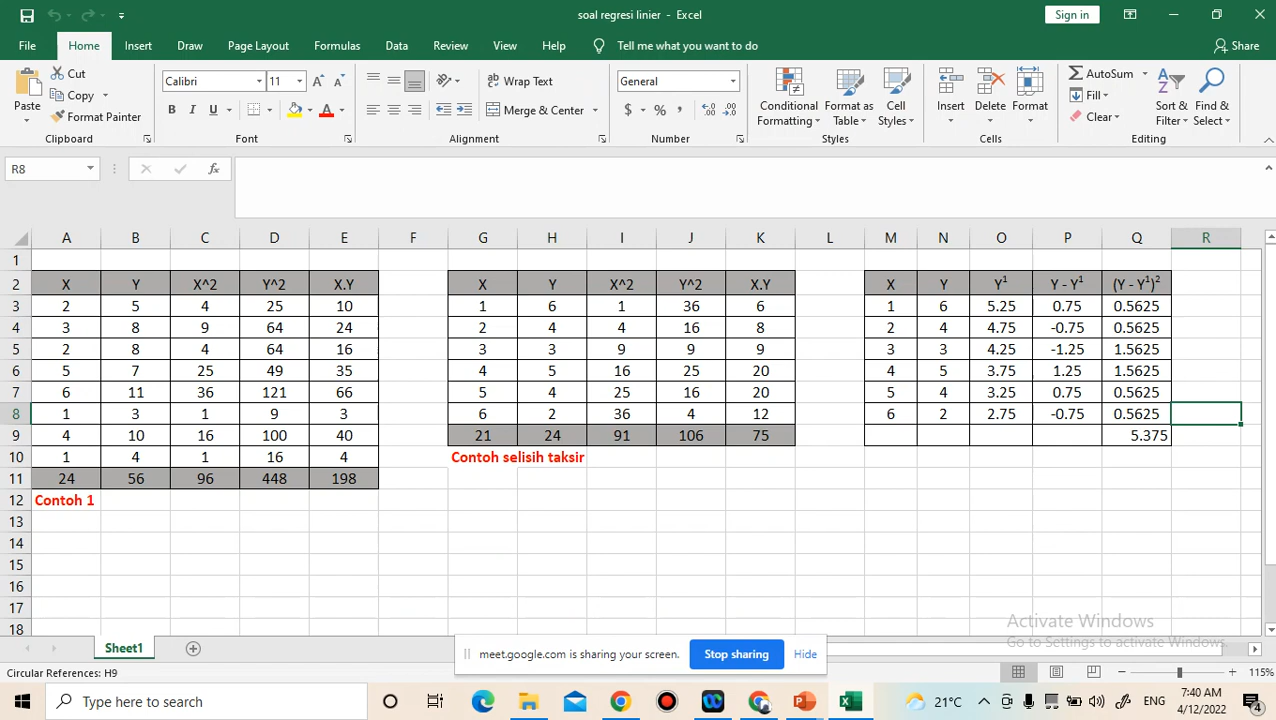 soal regresi linier - Excel
Sign in
File Home Insert Draw Page Layout Formulas Data Review View Help Tell me what you want to do Share
Paste
Cut
Copy
Format Painter
Clipboard
Calibri 11
B I U
Font
Wrap Text
Merge & Center
Alignment
General
$ % ,
Number
Conditional Formatting
Format as Table
Cell Styles
Styles
Insert Delete Format
Cells
AutoSum
Fill
Clear
Sort & Filter
Find & Select
Editing
R8 fx
A B C D E F G H I J K L M N O P Q R
1
2 X Y X^2 Y^2 X.Y X Y X^2 Y^2 X.Y X Y Y¹ Y - Y¹ (Y - Y¹)²
3 2 5 4 25 10 1 6 1 36 6 1 6 5.25 0.75 0.5625
4 3 8 9 64 24 2 4 4 16 8 2 4 4.75 -0.75 0.5625
5 2 8 4 64 16 3 3 9 9 9 3 3 4.25 -1.25 1.5625
6 5 7 25 49 35 4 5 16 25 20 4 5 3.75 1.25 1.5625
7 6 11 36 121 66 5 4 25 16 20 5 4 3.25 0.75 0.5625
8 1 3 1 9 3 6 2 36 4 12 6 2 2.75 -0.75 0.5625
9 4 10 16 100 40 21 24 91 106 75 5.375
10 1 4 1 16 4 Contoh selisih taksir
11 24 56 96 448 198
12 Contoh 1
13
14
15
16
17
18
Activate Windows
Go to Settings to activate Windows.
Sheet1
meet.google.com is sharing your screen. Stop sharing Hide
Circular References: H9
115%
Type here to search
21°C
7:40 AM
4/12/2022
4